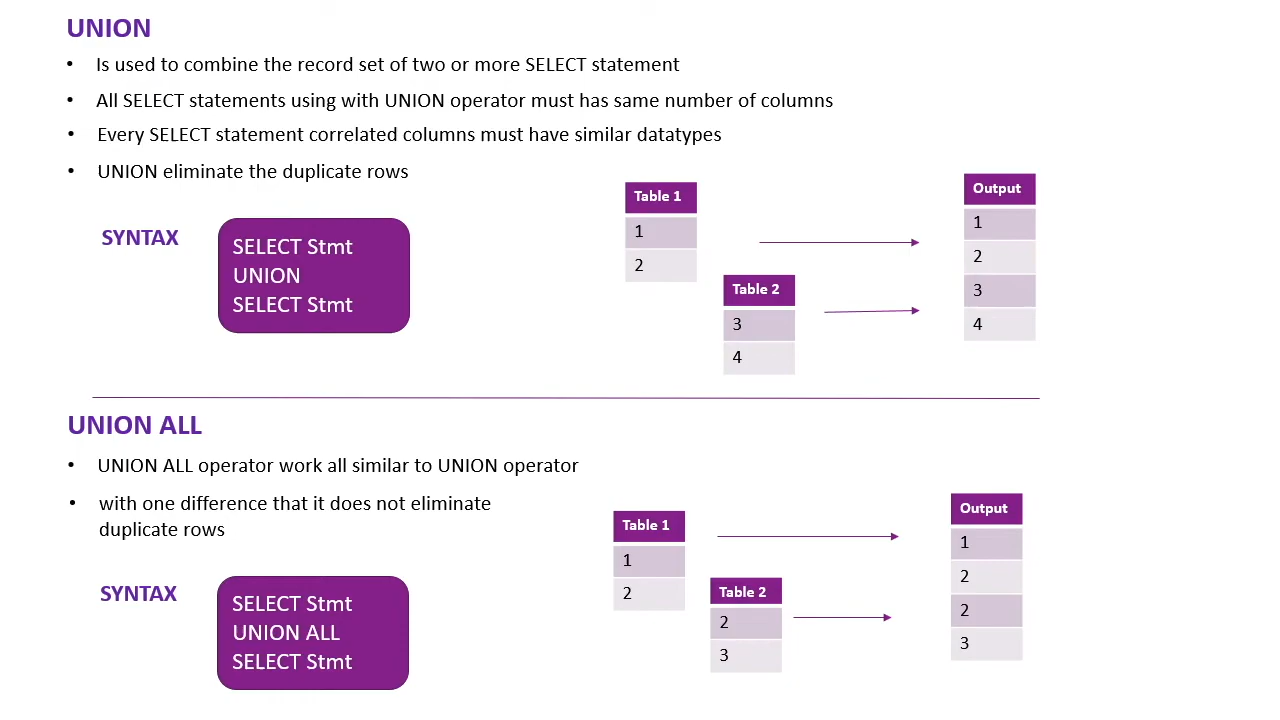 UNION
• Is used to combine the record set of two or more SELECT statement
• All SELECT statements using with UNION operator must has same number of columns
• Every SELECT statement correlated columns must have similar datatypes
• UNION eliminate the duplicate rows
SYNTAX
SELECT Stmt
UNION
SELECT Stmt
Table 1
1
2
Table 2
3
4
Output
1
2
3
4
UNION ALL
• UNION ALL operator work all similar to UNION operator
• with one difference that it does not eliminate
duplicate rows
SYNTAX
SELECT Stmt
UNION ALL
SELECT Stmt
Table 1
1
2
Table 2
2
3
Output
1
2
2
3